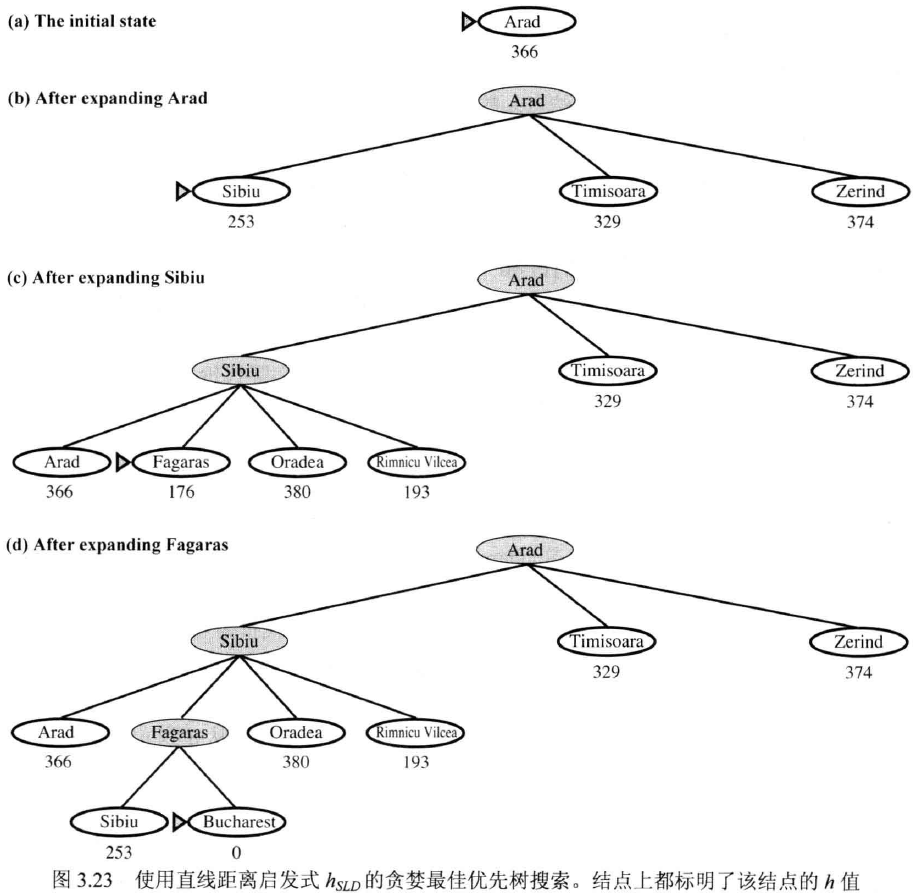 (a) The initial state
Arad
366
(b) After expanding Arad
Arad
Sibiu Timisoara Zerind
253 329 374
(c) After expanding Sibiu
Arad
Sibiu Timisoara Zerind
329 374
Arad Fagaras Oradea Rimnicu Vilcea
366 176 380 193
(d) After expanding Fagaras
Arad
Sibiu Timisoara Zerind
329 374
Arad Fagaras Oradea Rimnicu Vilcea
366 380 193
Sibiu Bucharest
253 0
图 3.23 使用直线距离启发式 hSLD 的贪婪最佳优先树搜索。结点上都标明了该结点的 h 值